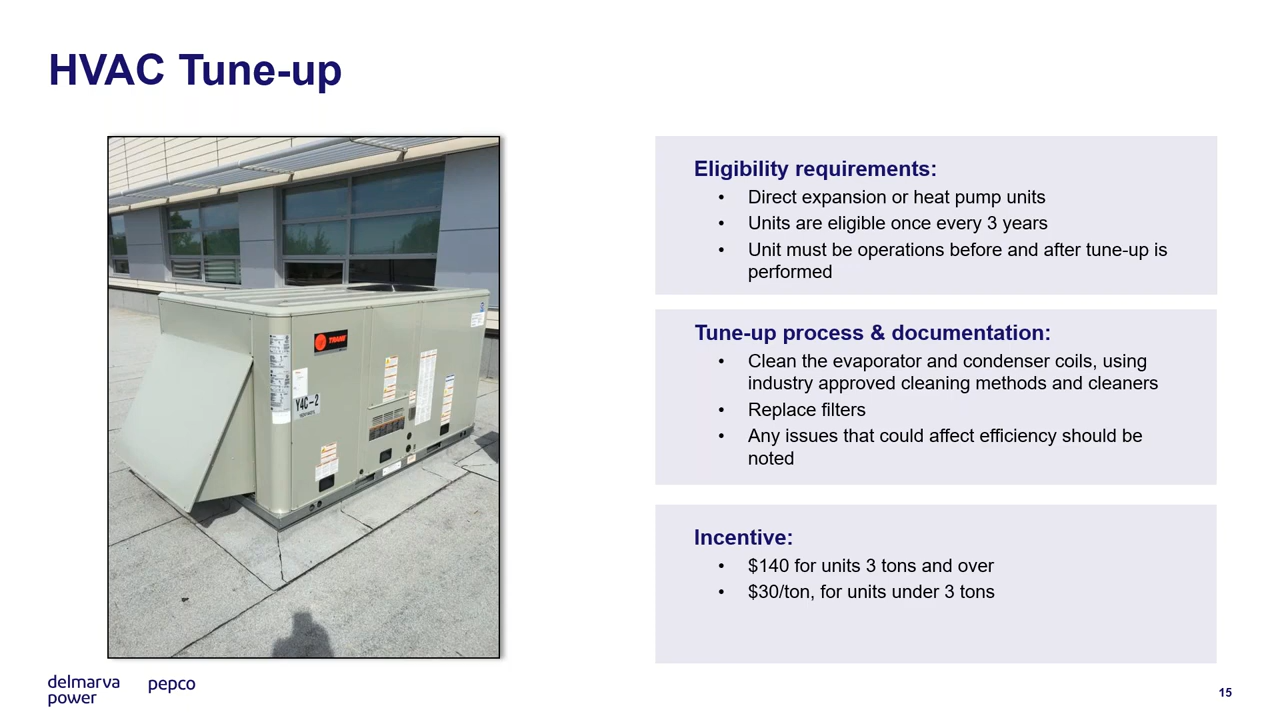 HVAC Tune-up
TRANE
Y4C-2
Eligibility requirements:
• Direct expansion or heat pump units
• Units are eligible once every 3 years
• Unit must be operations before and after tune-up is
performed
Tune-up process & documentation:
• Clean the evaporator and condenser coils, using
industry approved cleaning methods and cleaners
• Replace filters
• Any issues that could affect efficiency should be
noted
Incentive:
• $140 for units 3 tons and over
• $30/ton, for units under 3 tons
delmarva
power
pepco
15